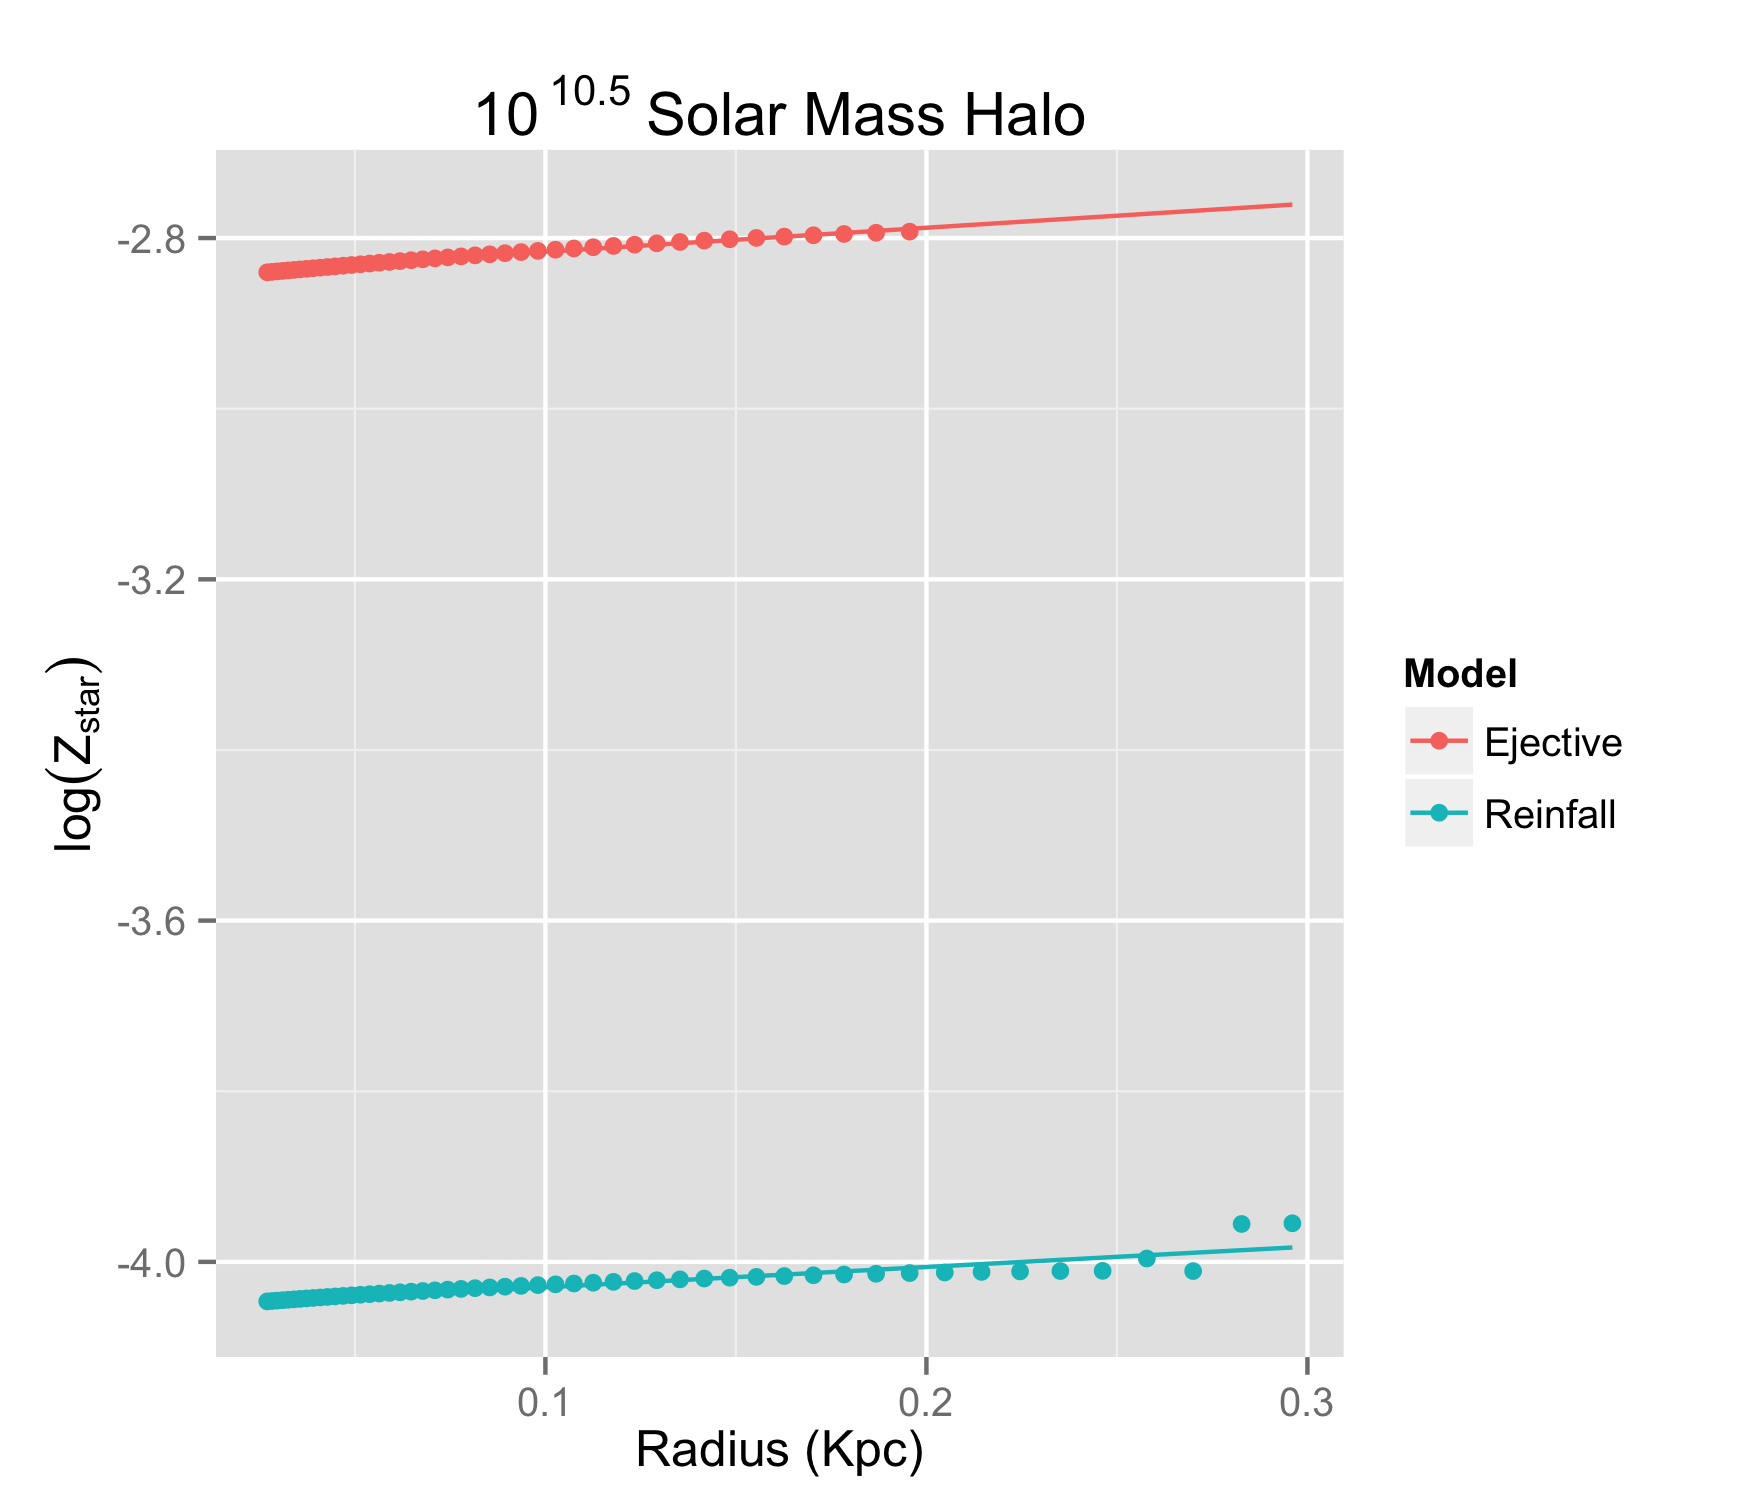 10 10.5 Solar Mass Halo
-2.8
-3.2
-3.6
-4.0
log(Zstar)
0.1 0.2 0.3
Radius (Kpc)
Model
Ejective
Reinfall